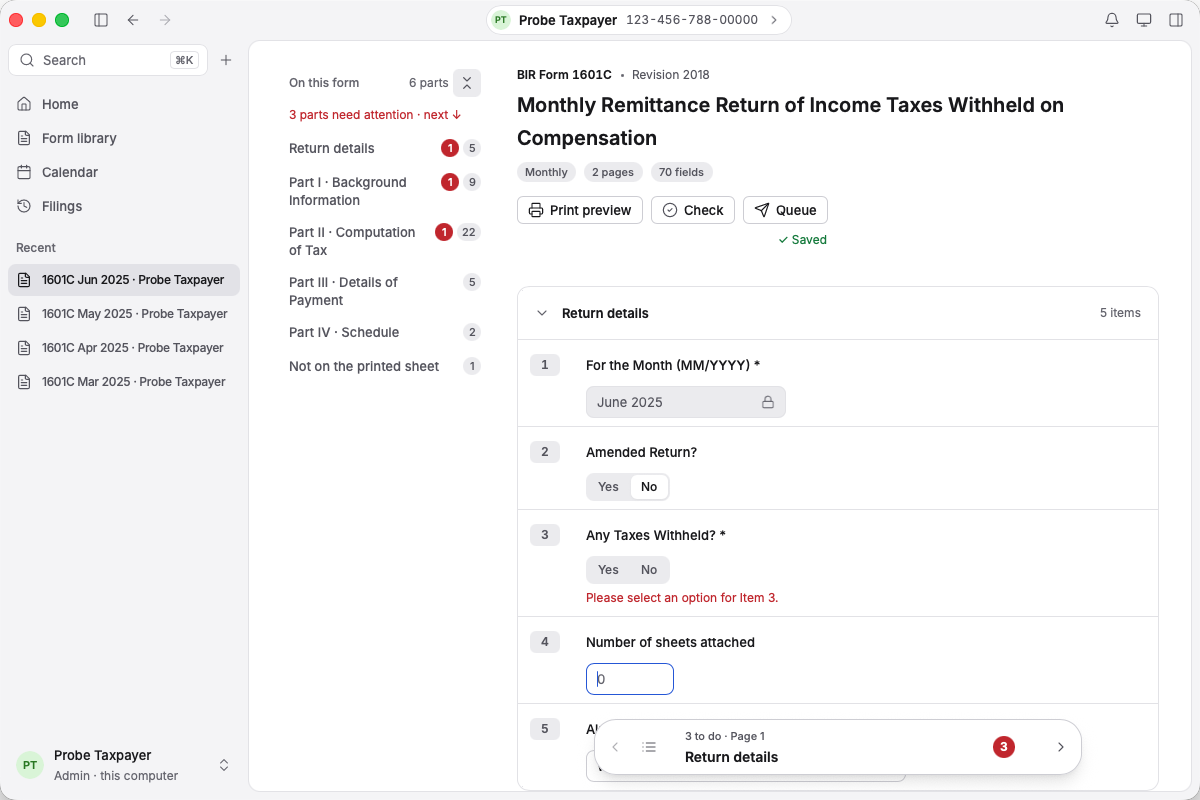 PT Probe Taxpayer 123-456-788-00000
Search ⌘K
Home
Form library
Calendar
Filings
Recent
1601C Jun 2025 · Probe Taxpayer
1601C May 2025 · Probe Taxpayer
1601C Apr 2025 · Probe Taxpayer
1601C Mar 2025 · Probe Taxpayer
PT
Probe Taxpayer
Admin · this computer
On this form 6 parts
3 parts need attention · next ↓
Return details 1 5
Part I · Background 1 9
Information
Part II · Computation 1 22
of Tax
Part III · Details of 5
Payment
Part IV · Schedule 2
Not on the printed sheet 1
BIR Form 1601C • Revision 2018
Monthly Remittance Return of Income Taxes Withheld on
Compensation
Monthly 2 pages 70 fields
Print preview Check Queue
Saved
Return details 5 items
1 For the Month (MM/YYYY) *
June 2025
2 Amended Return?
Yes No
3 Any Taxes Withheld? *
Yes No
Please select an option for Item 3.
4 Number of sheets attached
0
5
3 to do · Page 1
Return details 3